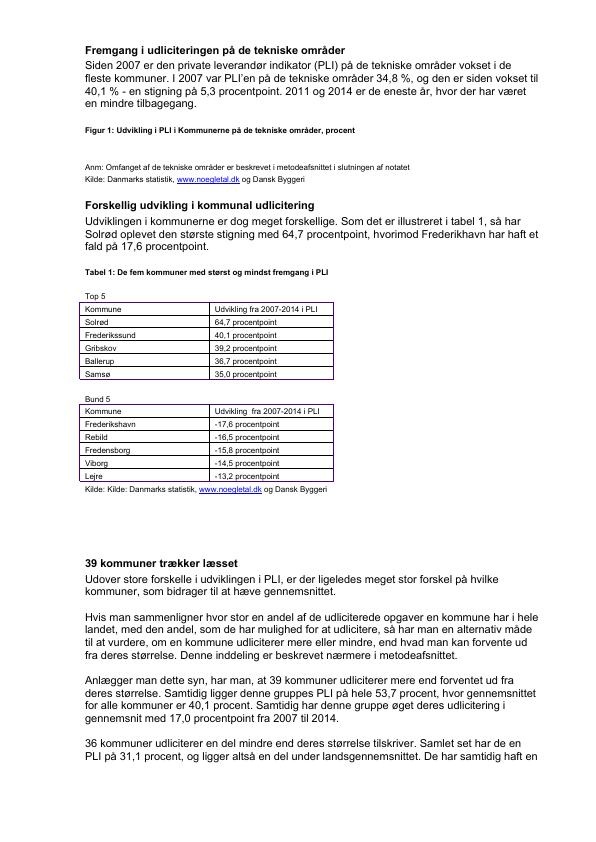 Fremgang i udliciteringen på de tekniske områder
Siden 2007 er den private leverandør indikator (PLI) på de tekniske områder vokset i de
fleste kommuner. I 2007 var PLI'en på de tekniske områder 34,8 %, og den er siden vokset til
40,1 % - en stigning på 5,3 procentpoint. 2011 og 2014 er de eneste år, hvor der har været
en mindre tilbagegang.
Figur 1: Udvikling i PLI i Kommunerne på de tekniske områder, procent
Anm: Omfanget af de tekniske områder er beskrevet i metodeafsnittet i slutningen af notatet
Kilde: Danmarks statistik, www.noegletal.dk og Dansk Byggeri
Forskellig udvikling i kommunal udlicitering
Udviklingen i kommunerne er dog meget forskellige. Som det er illustreret i tabel 1, så har
Solrød oplevet den største stigning med 64,7 procentpoint, hvorimod Frederikhavn har haft et
fald på 17,6 procentpoint.
Tabel 1: De fem kommuner med størst og mindst fremgang i PLI
Top 5
Kommune Udvikling fra 2007-2014 i PLI
Solrød 64,7 procentpoint
Frederikssund 40,1 procentpoint
Gribskov 39,2 procentpoint
Ballerup 36,7 procentpoint
Samsø 35,0 procentpoint
Bund 5
Kommune Udvikling fra 2007-2014 i PLI
Frederikshavn -17,6 procentpoint
Rebild -16,5 procentpoint
Fredensborg -15,8 procentpoint
Viborg -14,5 procentpoint
Lejre -13,2 procentpoint
Kilde: Kilde: Danmarks statistik, www.noegletal.dk og Dansk Byggeri
39 kommuner trækker læsset
Udover store forskelle i udviklingen i PLI, er der ligeledes meget stor forskel på hvilke
kommuner, som bidrager til at hæve gennemsnittet.
Hvis man sammenligner hvor stor en andel af de udliciterede opgaver en kommune har i hele
landet, med den andel, som de har mulighed for at udlicitere, så har man en alternativ måde
til at vurdere, om en kommune udliciterer mere eller mindre, end hvad man kan forvente ud
fra deres størrelse. Denne inddeling er beskrevet nærmere i metodeafsnittet.
Anlægger man dette syn, har man, at 39 kommuner udliciterer mere end forventet ud fra
deres størrelse. Samtidig ligger denne gruppes PLI på hele 53,7 procent, hvor gennemsnittet
for alle kommuner er 40,1 procent. Samtidig har denne gruppe øget deres udlicitering i
gennemsnit med 17,0 procentpoint fra 2007 til 2014.
36 kommuner udliciterer en del mindre end deres størrelse tilskriver. Samlet set har de en
PLI på 31,1 procent, og ligger altså en del under landsgennemsnittet. De har samtidig haft en